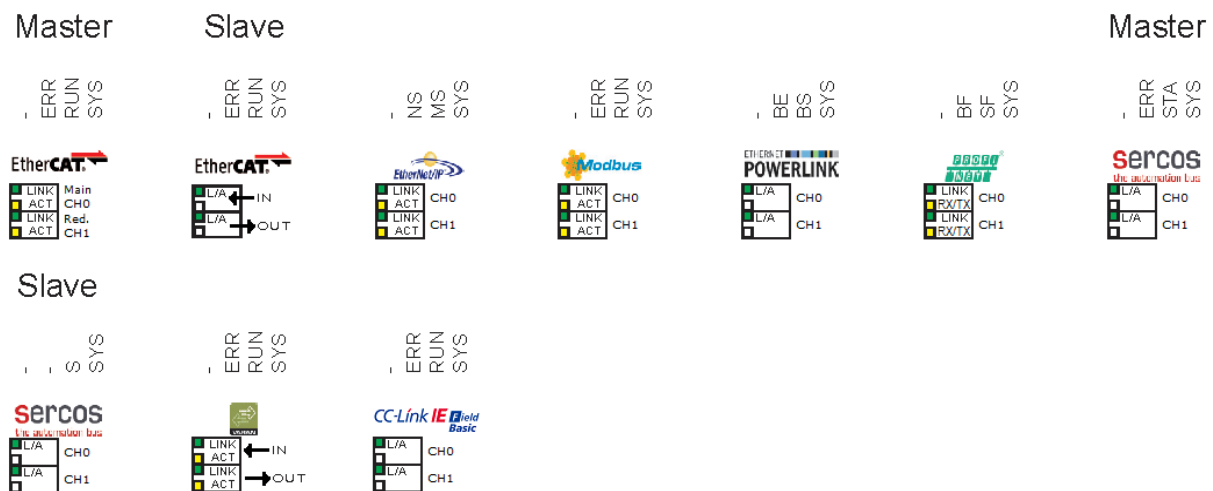 Master Slave Master
- ERR RUN SYS
- ERR RUN SYS
- NS MS SYS
- ERR RUN SYS
- BE BS SYS
- BF SF SYS
- ERR STA SYS
EtherCAT.
LINK Main
ACT CH0
LINK Red.
ACT CH1
EtherCAT.
L/A IN
L/A OUT
EtherNet/IP
LINK
ACT CH0
LINK
ACT CH1
Modbus
LINK
ACT CH0
LINK
ACT CH1
ETHERNET
POWERLINK
L/A CH0
L/A CH1
PROFI
NET
LINK
RX/TX CH0
LINK
RX/TX CH1
sercos
the automation bus
L/A CH0
L/A CH1
Slave
- - S SYS
- ERR RUN SYS
- ERR RUN SYS
sercos
the automation bus
L/A CH0
L/A CH1
LINK
ACT IN
LINK
ACT OUT
CC-Link IE Field
Basic
L/A CH0
L/A CH1